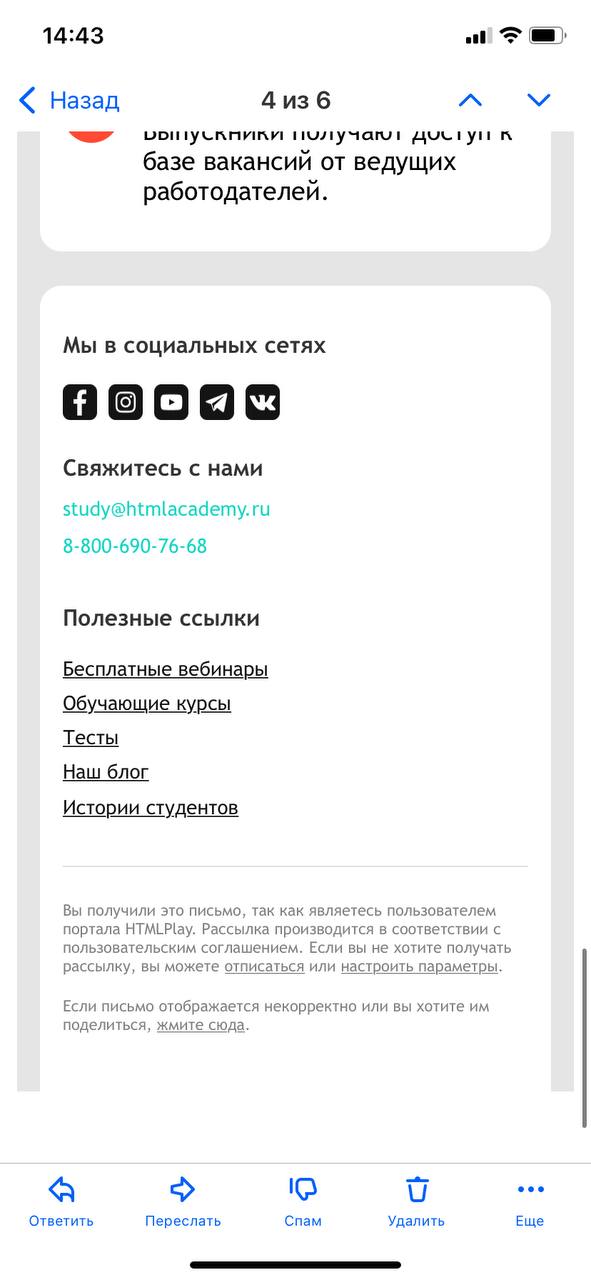 14:43
Назад
4 из 6
Выпускники получают доступ к
базе вакансий от ведущих
работодателей.
Мы в социальных сетях
Свяжитесь с нами
study@htmlacademy.ru
8-800-690-76-68
Полезные ссылки
Бесплатные вебинары
Обучающие курсы
Тесты
Наш блог
Истории студентов
Вы получили это письмо, так как являетесь пользователем
портала HTMLPlay. Рассылка производится в соответствии с
пользовательским соглашением. Если вы не хотите получать
рассылку, вы можете отписаться или настроить параметры.
Если письмо отображается некорректно или вы хотите им
поделиться, жмите сюда.
Ответить
Переслать
Спам
Удалить
Еще